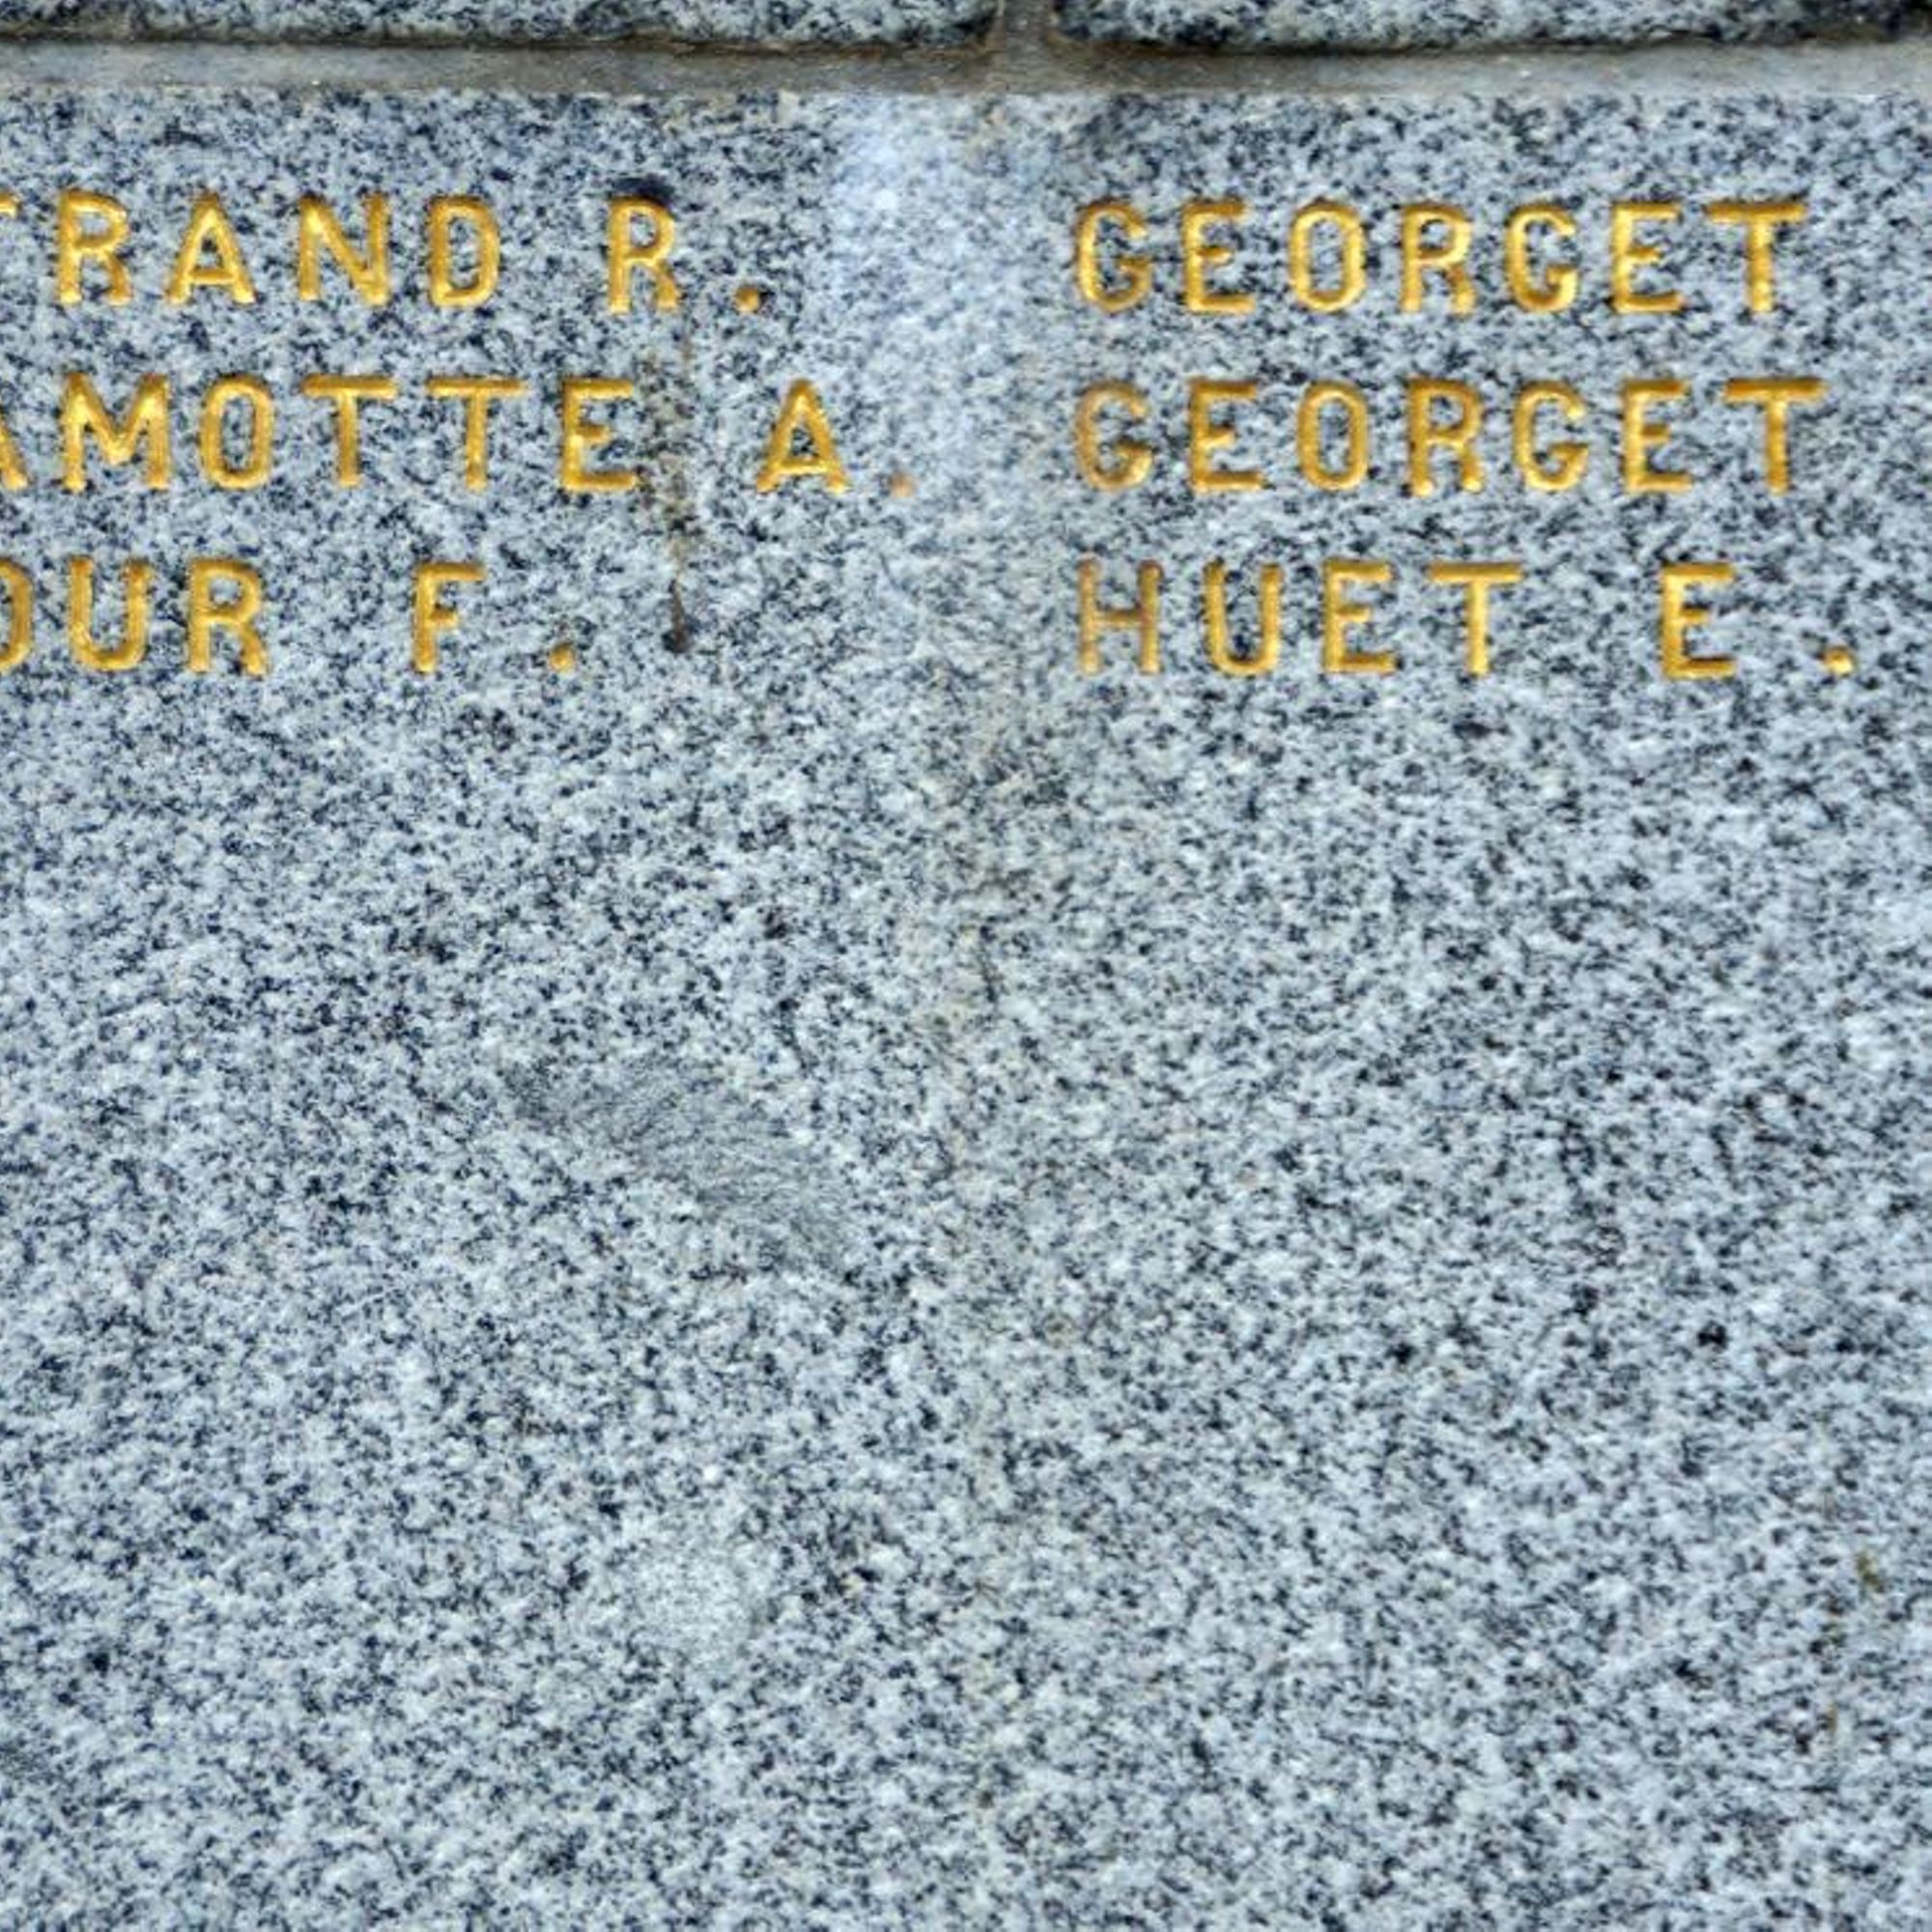 TRAND R. GEORGET
AMOTTE A. GEORGET
OUR F. HUET E.